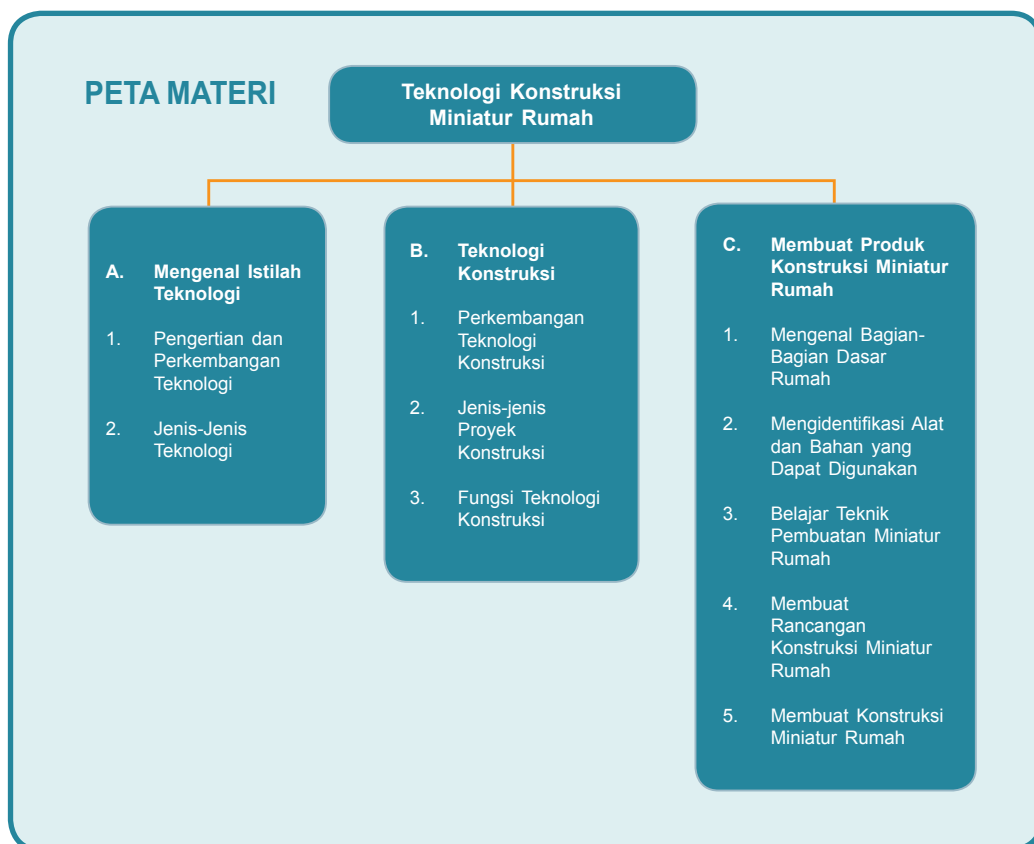 PETA MATERI
Teknologi Konstruksi
Miniatur Rumah
A. Mengenal Istilah
Teknologi
1. Pengertian dan
Perkembangan
Teknologi
2. Jenis-Jenis
Teknologi
B. Teknologi
Konstruksi
1. Perkembangan
Teknologi
Konstruksi
2. Jenis-jenis
Proyek
Konstruksi
3. Fungsi Teknologi
Konstruksi
C. Membuat Produk
Konstruksi Miniatur
Rumah
1. Mengenal Bagian-
Bagian Dasar
Rumah
2. Mengidentifikasi Alat
dan Bahan yang
Dapat Digunakan
3. Belajar Teknik
Pembuatan Miniatur
Rumah
4. Membuat
Rancangan
Konstruksi Miniatur
Rumah
5. Membuat Konstruksi
Miniatur Rumah